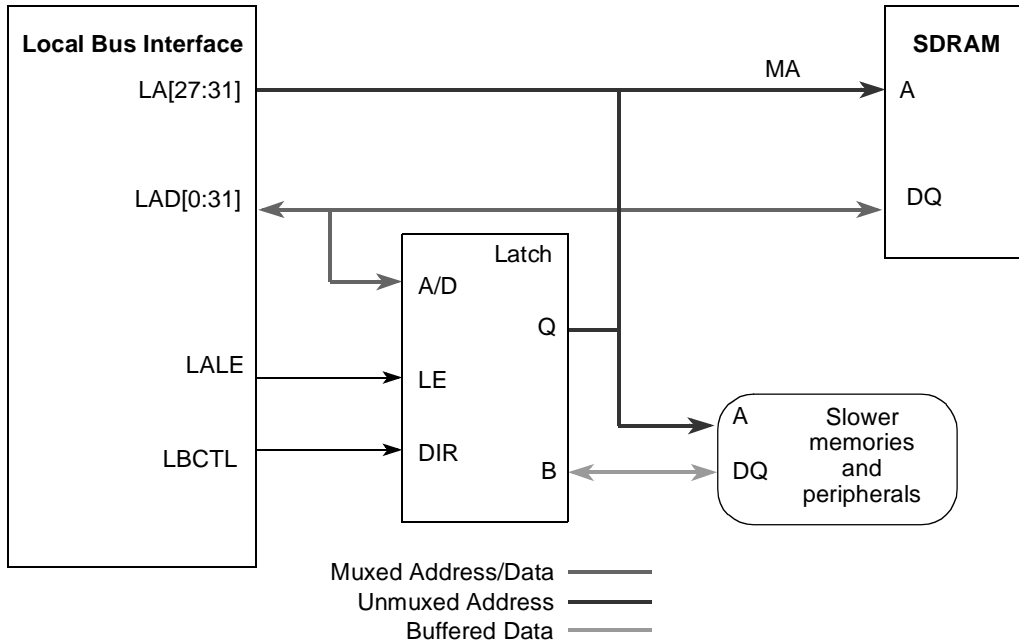 Local Bus Interface
SDRAM
LA[27:31]
MA
A
LAD[0:31]
DQ
Latch
A/D
Q
LALE
LE
LBCTL
DIR
B
A
DQ
Slower
memories
and
peripherals
Muxed Address/Data
Unmuxed Address
Buffered Data